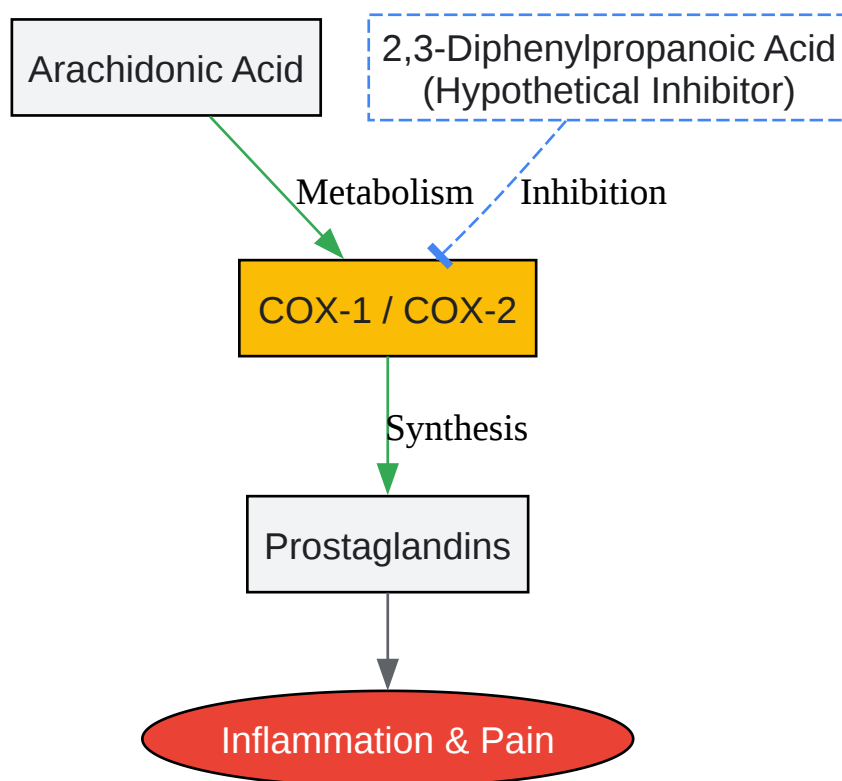 Arachidonic Acid
2,3-Diphenylpropanoic Acid
(Hypothetical Inhibitor)
Metabolism
Inhibition
COX-1 / COX-2
Synthesis
Prostaglandins
Inflammation & Pain